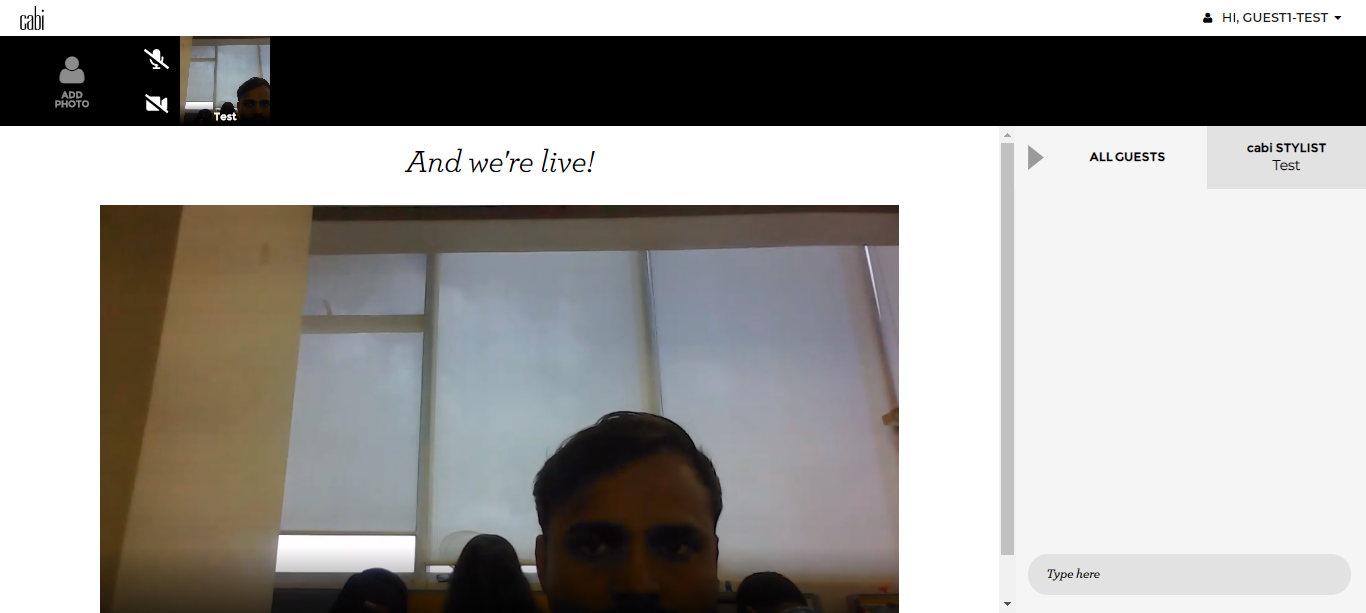 cabi
HI, GUEST1-TEST
ADD
PHOTO
Test
And we're live!
ALL GUESTS
cabi STYLIST
Test
Type here